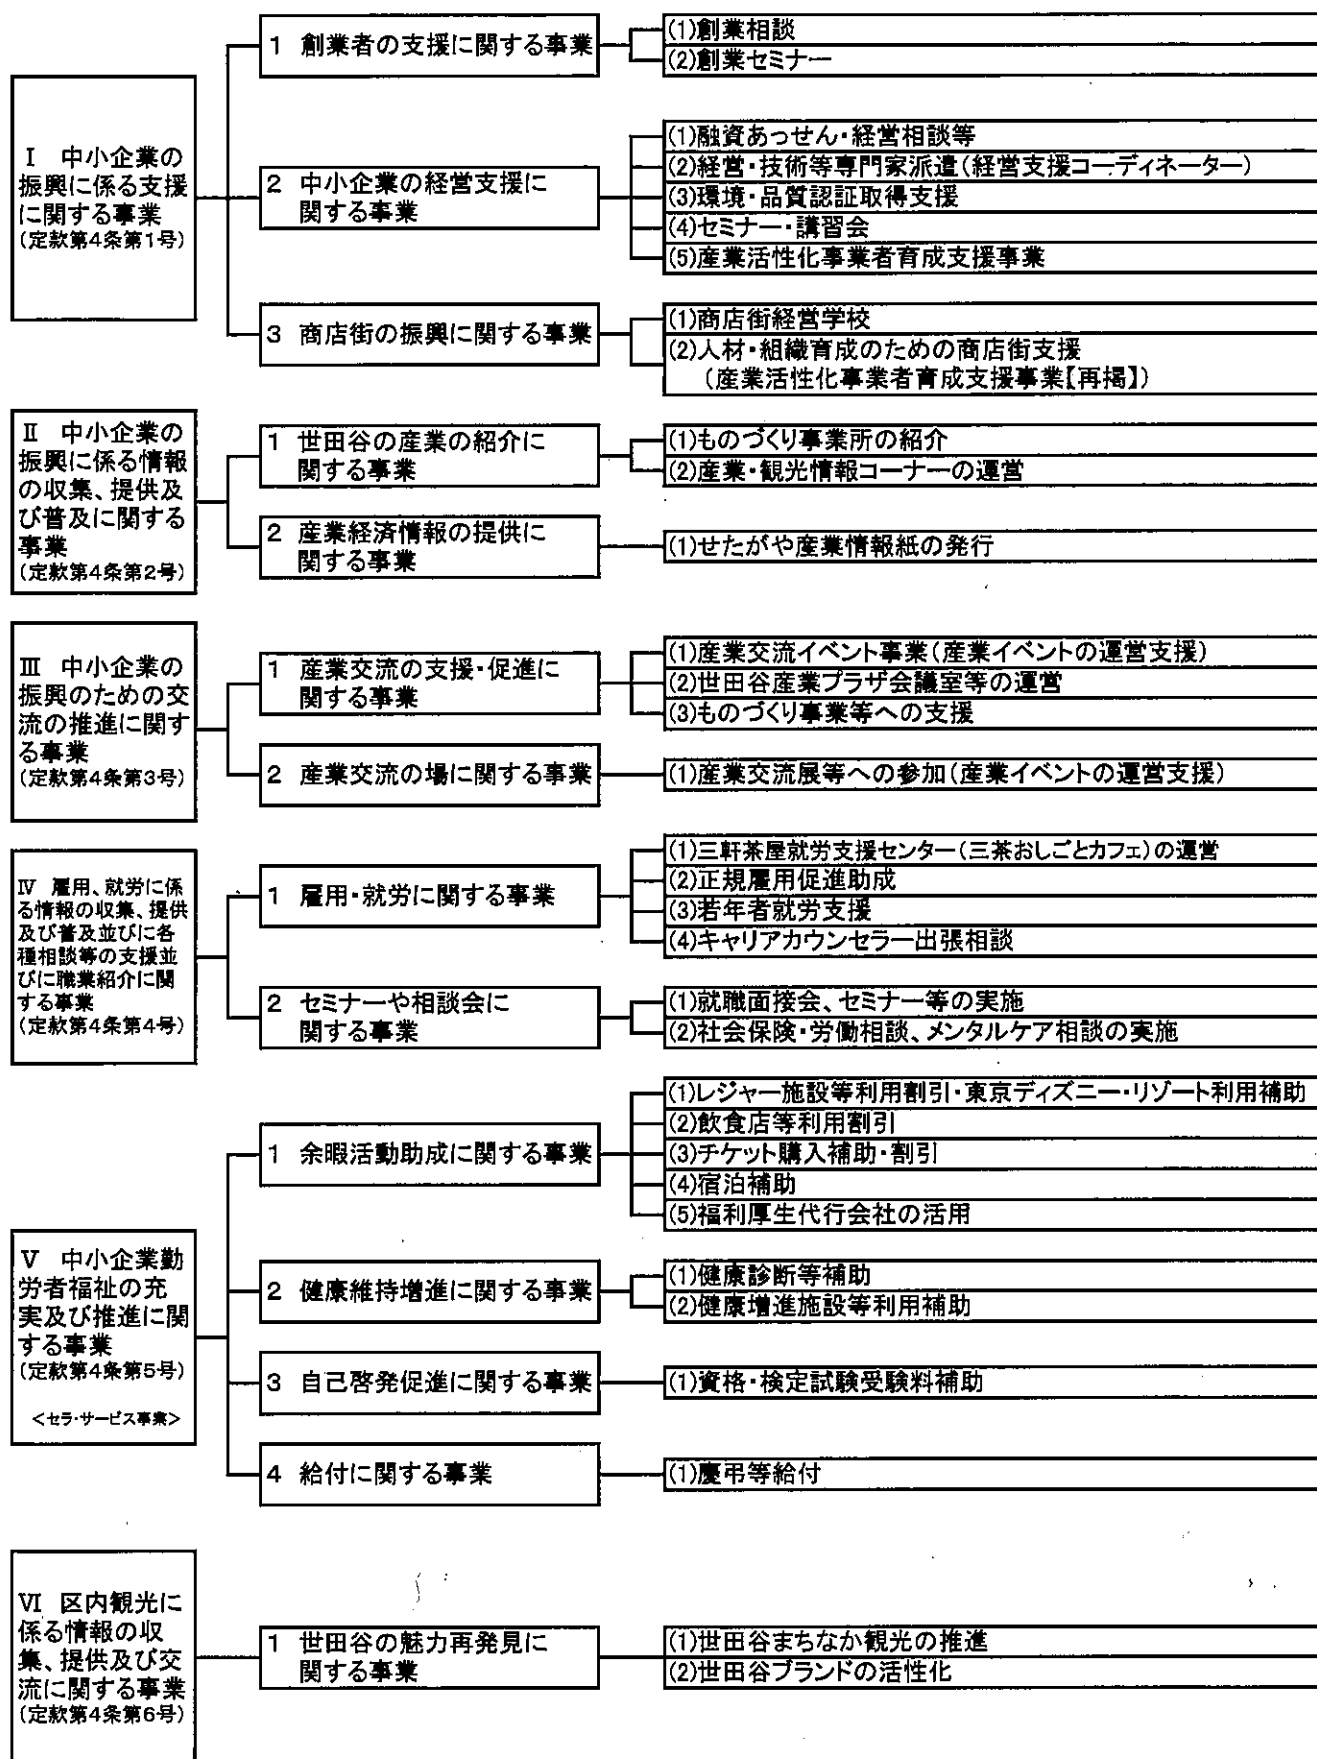 Ⅰ 中小企業の
振興に係る支援
に関する事業
(定款第4条第1号)
1 創業者の支援に関する事業
(1)創業相談
(2)創業セミナー
2 中小企業の経営支援に
関する事業
(1)融資あっせん・経営相談等
(2)経営・技術等専門家派遣(経営支援コーディネーター)
(3)環境・品質認証取得支援
(4)セミナー・講習会
(5)産業活性化事業者育成支援事業
3 商店街の振興に関する事業
(1)商店街経営学校
(2)人材・組織育成のための商店街支援
(産業活性化事業者育成支援事業【再掲】)
Ⅱ 中小企業の
振興に係る情報
の収集、提供及
び普及に関する
事業
(定款第4条第2号)
1 世田谷の産業の紹介に
関する事業
(1)ものづくり事業所の紹介
(2)産業・観光情報コーナーの運営
2 産業経済情報の提供に
関する事業
(1)せたがや産業情報紙の発行
Ⅲ 中小企業の
振興のための交
流の推進に関す
る事業
(定款第4条第3号)
1 産業交流の支援・促進に
関する事業
(1)産業交流イベント事業(産業イベントの運営支援)
(2)世田谷産業プラザ会議室等の運営
(3)ものづくり事業等への支援
2 産業交流の場に関する事業
(1)産業交流展等への参加(産業イベントの運営支援)
Ⅳ 雇用、就労に係
る情報の収集、提供
及び普及並びに各
種相談等の支援並
びに職業紹介に関
する事業
(定款第4条第4号)
1 雇用・就労に関する事業
(1)三軒茶屋就労支援センター(三茶おしごとカフェ)の運営
(2)正規雇用促進助成
(3)若年者就労支援
(4)キャリアカウンセラー出張相談
2 セミナーや相談会に
関する事業
(1)就職面接会、セミナー等の実施
(2)社会保険・労働相談、メンタルケア相談の実施
Ⅴ 中小企業勤
労者福祉の充
実及び推進に関
する事業
(定款第4条第5号)
<セラ・サービス事業>
1 余暇活動助成に関する事業
(1)レジャー施設等利用割引・東京ディズニー・リゾート利用補助
(2)飲食店等利用割引
(3)チケット購入補助・割引
(4)宿泊補助
(5)福利厚生代行会社の活用
2 健康維持増進に関する事業
(1)健康診断等補助
(2)健康増進施設等利用補助
3 自己啓発促進に関する事業
(1)資格・検定試験受験料補助
4 給付に関する事業
(1)慶弔等給付
Ⅵ 区内観光に
係る情報の収
集、提供及び交
流に関する事業
(定款第4条第6号)
1 世田谷の魅力再発見に
関する事業
(1)世田谷まちなか観光の推進
(2)世田谷ブランドの活性化